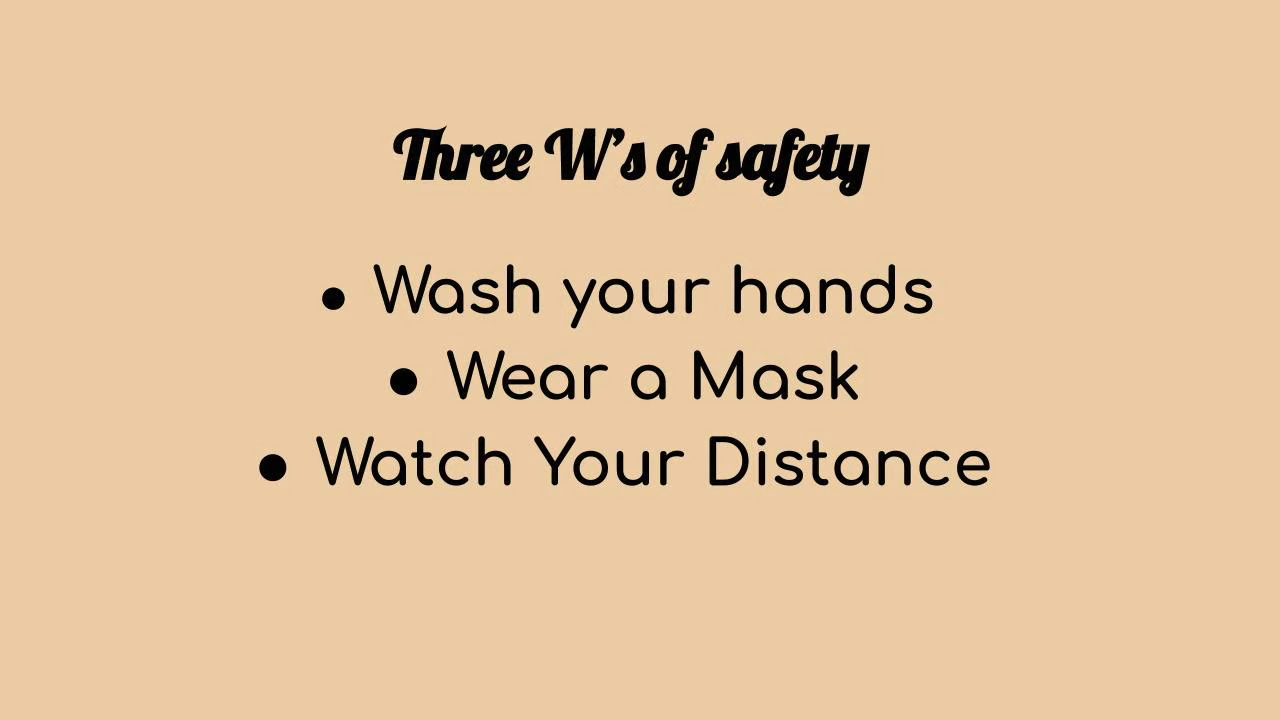 Three W's of safety
● Wash your hands
● Wear a Mask
● Watch Your Distance